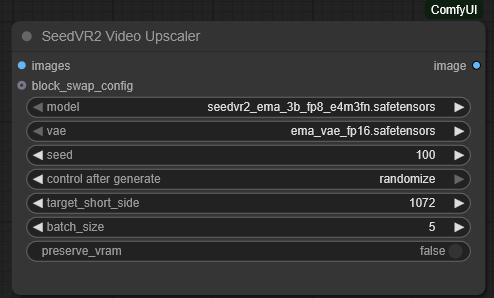 ComfyUI
SeedVR2 Video Upscaler
images image
block_swap_config
model seedvr2_ema_3b_fp8_e4m3fn.safetensors
vae ema_vae_fp16.safetensors
seed 100
control after generate randomize
target_short_side 1072
batch_size 5
preserve_vram false